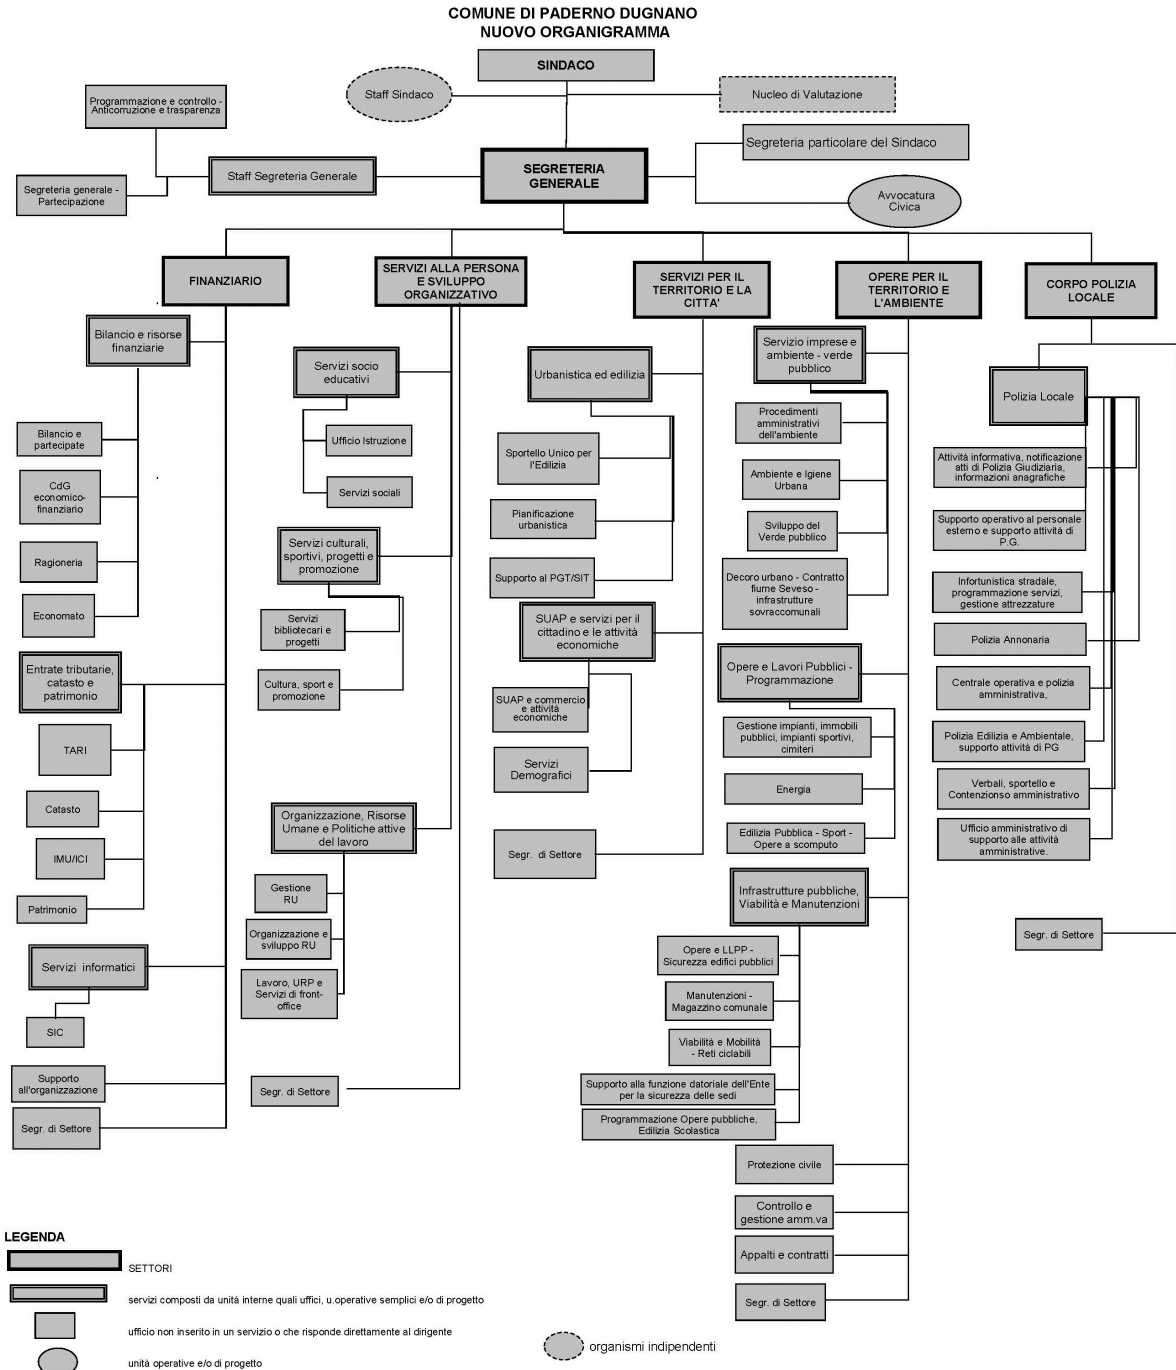 COMUNE DI PADERNO DUGNANO
NUOVO ORGANIGRAMMA
SINDACO
Staff Sindaco
Nucleo di Valutazione
Programmazione e controllo -
Anticorruzione e trasparenza
Segreteria particolare del Sindaco
Staff Segreteria Generale
SEGRETERIA
GENERALE
Segreteria generale -
Partecipazione
Avvocatura
Civica
FINANZIARIO
SERVIZI ALLA PERSONA
E SVILUPPO
ORGANIZZATIVO
SERVIZI PER IL
TERRITORIO E LA
CITTA'
OPERE PER IL
TERRITORIO E
L'AMBIENTE
CORPO POLIZIA
LOCALE
Bilancio e risorse
finanziarie
Bilancio e
partecipate
CdG
economico-
finanziario
Ragioneria
Economato
Entrate tributarie,
catasto e
patrimonio
TARI
Catasto
IMU/ICI
Patrimonio
Servizi informatici
SIC
Supporto
all'organizzazione
Segr. di Settore
Servizi socio
educativi
Ufficio Istruzione
Servizi sociali
Servizi culturali,
sportivi, progetti e
promozione
Servizi
bibliotecari e
progetti
Cultura, sport e
promozione
Organizzazione, Risorse
Umane e Politiche attive
del lavoro
Gestione
RU
Organizzazione e
sviluppo RU
Lavoro, URP e
Servizi di front-
office
Segr. di Settore
Urbanistica ed edilizia
Sportello Unico per
l'Edilizia
Pianificazione
urbanistica
Supporto al PGT/SIT
SUAP e servizi per il
cittadino e le attività
economiche
SUAP e commercio
e attività
economiche
Servizi
Demografici
Segr. di Settore
Servizio imprese e
ambiente - verde
pubblico
Procedimenti
amministrativi
dell'ambiente
Ambiente e Igiene
Urbana
Sviluppo del
Verde pubblico
Decoro urbano - Contratto
fiume Seveso -
infrastrutture
sovraccomunali
Opere e Lavori Pubblici -
Programmazione
Gestione impianti, immobili
pubblici, impianti sportivi,
cimiteri
Energia
Edilizia Pubblica - Sport -
Opere a scomputo
Infrastrutture pubbliche,
Viabilità e Manutenzioni
Opere e LLPP -
Sicurezza edifici pubblici
Manutenzioni -
Magazzino comunale
Viabilità e Mobilità
- Reti ciclabili
Supporto alla funzione datoriale dell'Ente
per la sicurezza delle sedi
Programmazione Opere pubbliche,
Edilizia Scolastica
Protezione civile
Controllo e
gestione amm.va
Appalti e contratti
Segr. di Settore
Polizia Locale
Attività informativa, notificazione
atti di Polizia Giudiziaria,
informazioni anagrafiche
Supporto operativo al personale
esterno e supporto attività di
P.G.
Infortunistica stradale,
programmazione servizi,
gestione attrezzature
Polizia Annonaria
Centrale operativa e polizia
amministrativa,
Polizia Edilizia e Ambientale,
supporto attività di PG
Verbali, sportello e
Contenzionso amministrativo
Ufficio amministrativo di
supporto alle attività
amministrative.
Segr. di Settore
LEGENDA
SETTORI
servizi composti da unità interne quali uffici, u.operative semplici e/o di progetto
ufficio non inserito in un servizio o che risponde direttamente al dirigente
unità operative e/o di progetto
organismi indipendenti